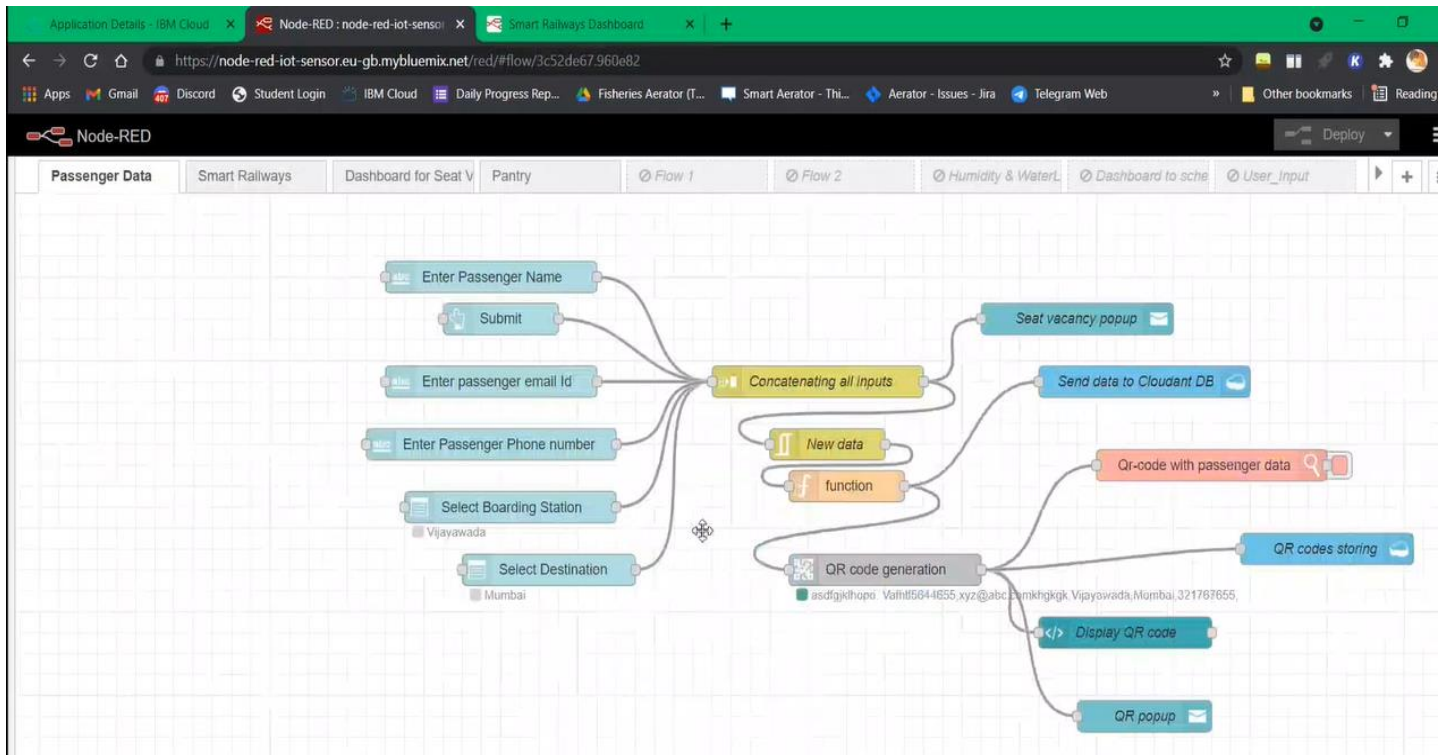 Application Details - IBM Cloud
Node-RED : node-red-iot-sensor
Smart Railways Dashboard
https://node-red-iot-sensor.eu-gb.mybluemix.net/red/#flow/3c52de67.960e82
Apps Gmail Discord Student Login IBM Cloud Daily Progress Rep... Fisheries Aerator (T... Smart Aerator - Thi... Aerator - Issues - Jira Telegram Web » Other bookmarks Reading
Node-RED
Deploy
Passenger Data
Smart Railways
Dashboard for Seat V
Pantry
Flow 1
Flow 2
Humidity & WaterL
Dashboard to sche
User_Input
Enter Passenger Name
Submit
Seat vacancy popup
Enter passenger email Id
Concatenating all inputs
Send data to Cloudant DB
Enter Passenger Phone number
New data
Qr-code with passenger data
function
Select Boarding Station
Vijayawada
QR codes storing
Select Destination
Mumbai
QR code generation
Vijayawada,Mumbai,321767655,
Display QR code
QR popup